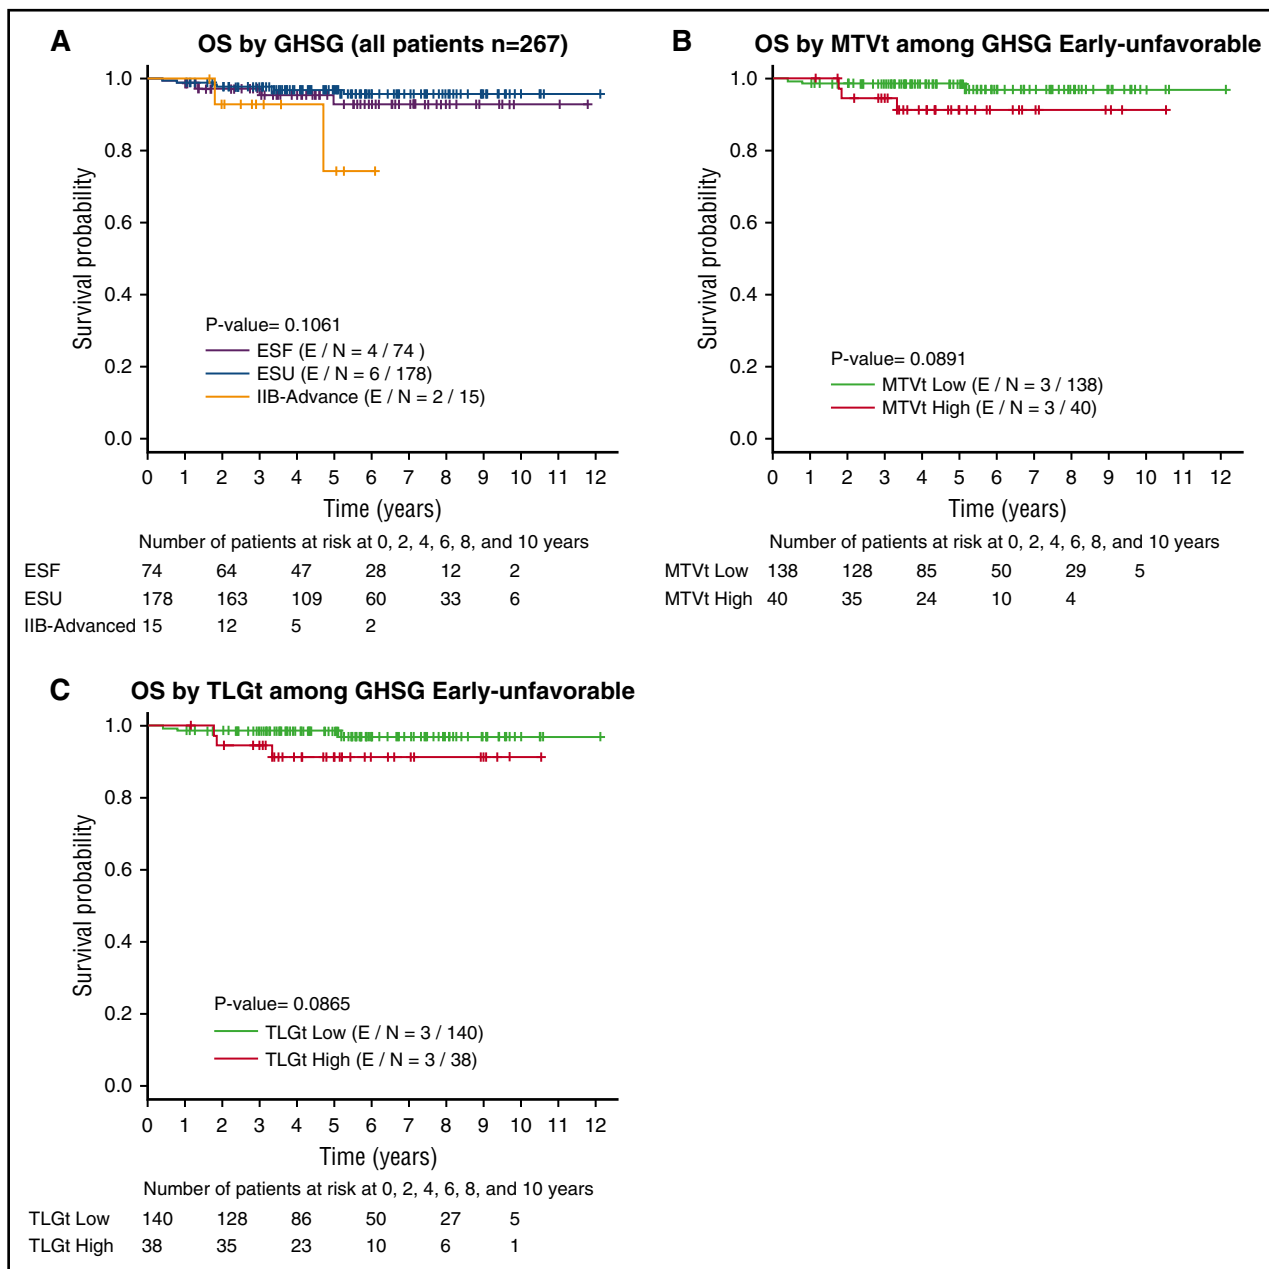 A
OS by GHSG (all patients n=267)
1.0
0.8
0.6
0.4
0.2
0.0
Survival probability
P-value= 0.1061
ESF (E / N = 4 / 74 )
ESU (E / N = 6 / 178)
IIB-Advance (E / N = 2 / 15)
0 1 2 3 4 5 6 7 8 9 10 11 12
Time (years)
Number of patients at risk at 0, 2, 4, 6, 8, and 10 years
ESF 74 64 47 28 12 2
ESU 178 163 109 60 33 6
IIB-Advanced 15 12 5 2
B
OS by MTVt among GHSG Early-unfavorable
1.0
0.8
0.6
0.4
0.2
0.0
Survival probability
P-value= 0.0891
MTVt Low (E / N = 3 / 138)
MTVt High (E / N = 3 / 40)
0 1 2 3 4 5 6 7 8 9 10 11 12
Time (years)
Number of patients at risk at 0, 2, 4, 6, 8, and 10 years
MTVt Low 138 128 85 50 29 5
MTVt High 40 35 24 10 4
C
OS by TLGt among GHSG Early-unfavorable
1.0
0.8
0.6
0.4
0.2
0.0
Survival probability
P-value= 0.0865
TLGt Low (E / N = 3 / 140)
TLGt High (E / N = 3 / 38)
0 1 2 3 4 5 6 7 8 9 10 11 12
Time (years)
Number of patients at risk at 0, 2, 4, 6, 8, and 10 years
TLGt Low 140 128 86 50 27 5
TLGt High 38 35 23 10 6 1